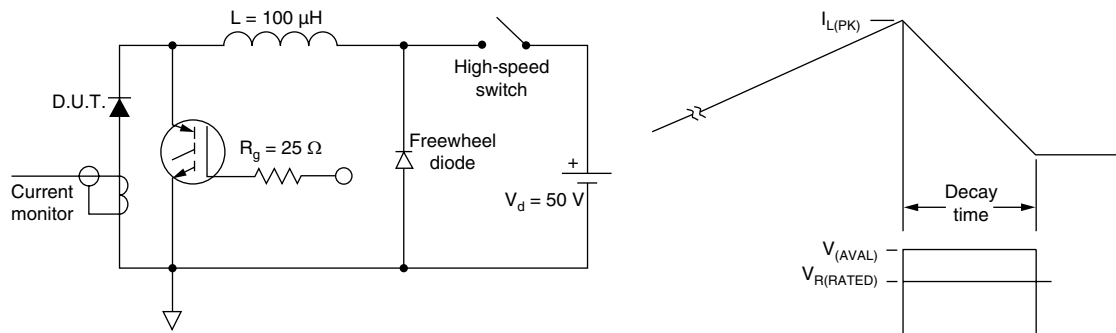 L = 100 µH
D.U.T.
High-speed
switch
R_g = 25 Ω
Freewheel
diode
Current
monitor
+
V_d = 50 V
I_L(PK)
Decay
time
V_(AVAL)
V_R(RATED)